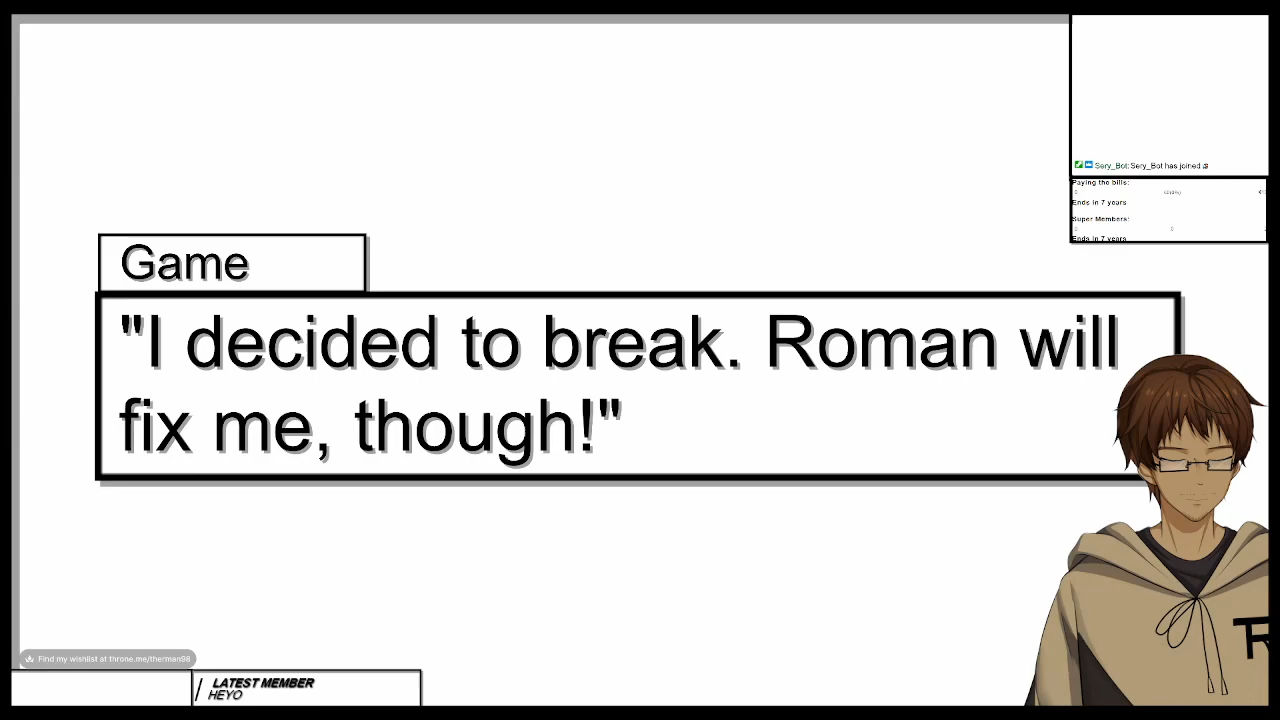 Sery_Bot: Sery_Bot has joined
Paying the bills:
Ends in 7 years
Super Members:
Ends in 7 years
Game
"I decided to break. Roman will
fix me, though!"
Find my wishlist at throne.me/therman98
LATEST MEMBER
HEYO